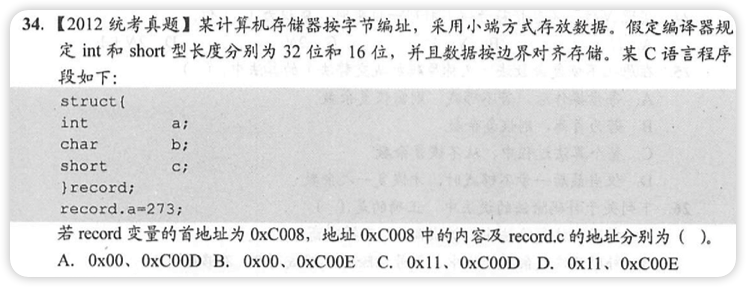 34.【2012 统考真题】某计算机存储器按字节编址，采用小端方式存放数据。假定编译器规
定 int 和 short 型长度分别为 32 位和 16 位，并且数据按边界对齐存储。某 C 语言程序
段如下：
struct{
int a;
char b;
short c;
}record;
record.a=273;
若 record 变量的首地址为 0xC008，地址 0xC008 中的内容及 record.c 的地址分别为（ ）。
A. 0x00、0xC00D B. 0x00、0xC00E C. 0x11、0xC00D D. 0x11、0xC00E